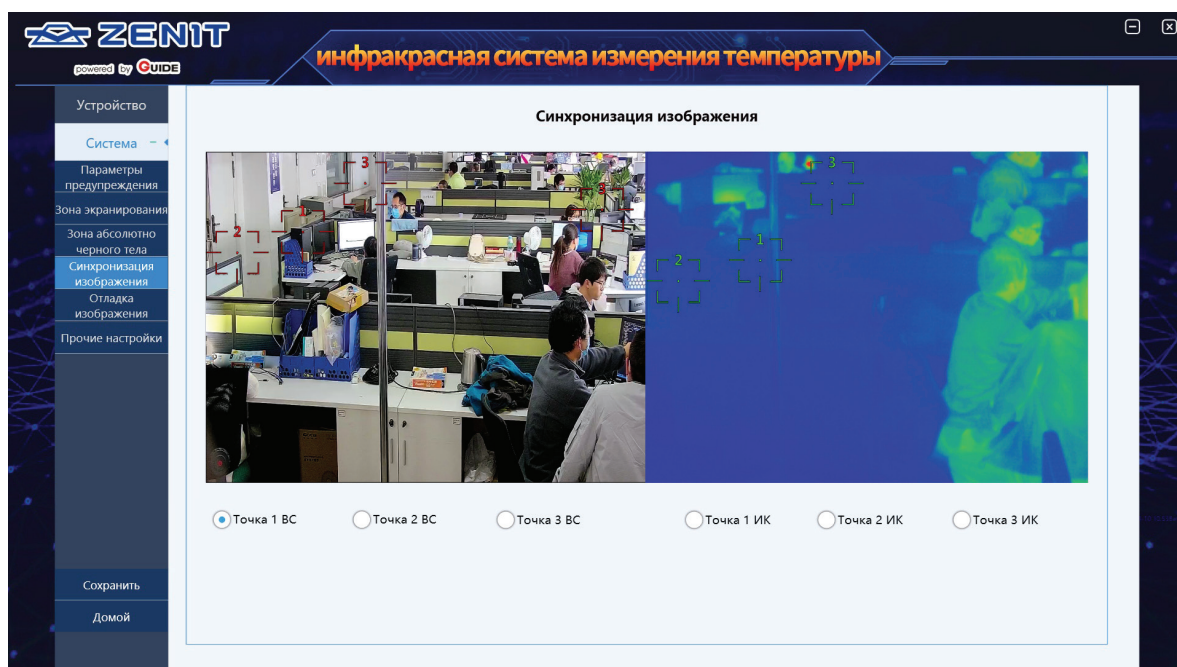 ZENIT
powered by GUIDE
инфракрасная система измерения температуры
Устройство
Система
Параметры
предупреждения
Зона экранирования
Зона абсолютно
черного тела
Синхронизация
изображения
Отладка
изображения
Прочие настройки
Сохранить
Домой
Синхронизация изображения
3
3
1
2
3
1
2
Точка 1 ВС
Точка 2 ВС
Точка 3 ВС
Точка 1 ИК
Точка 2 ИК
Точка 3 ИК